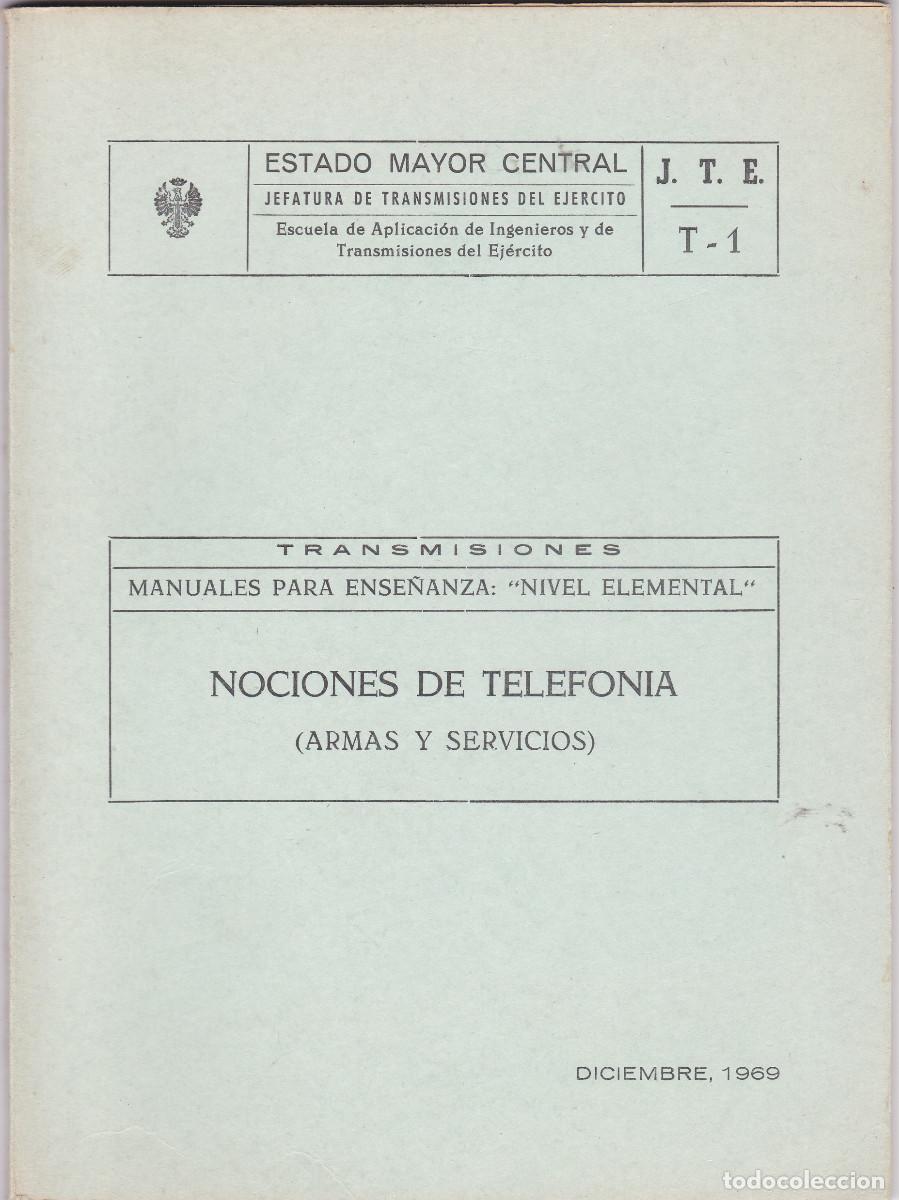 ESTADO MAYOR CENTRAL
JEFATURA DE TRANSMISIONES DEL EJERCITO
Escuela de Aplicación de Ingenieros y de
Transmisiones del Ejército
J. T. E.
T - 1
TRANSMISIONES
MANUALES PARA ENSEÑANZA: "NIVEL ELEMENTAL"
NOCIONES DE TELEFONIA
(ARMAS Y SERVICIOS)
DICIEMBRE, 1969
todocoleccion